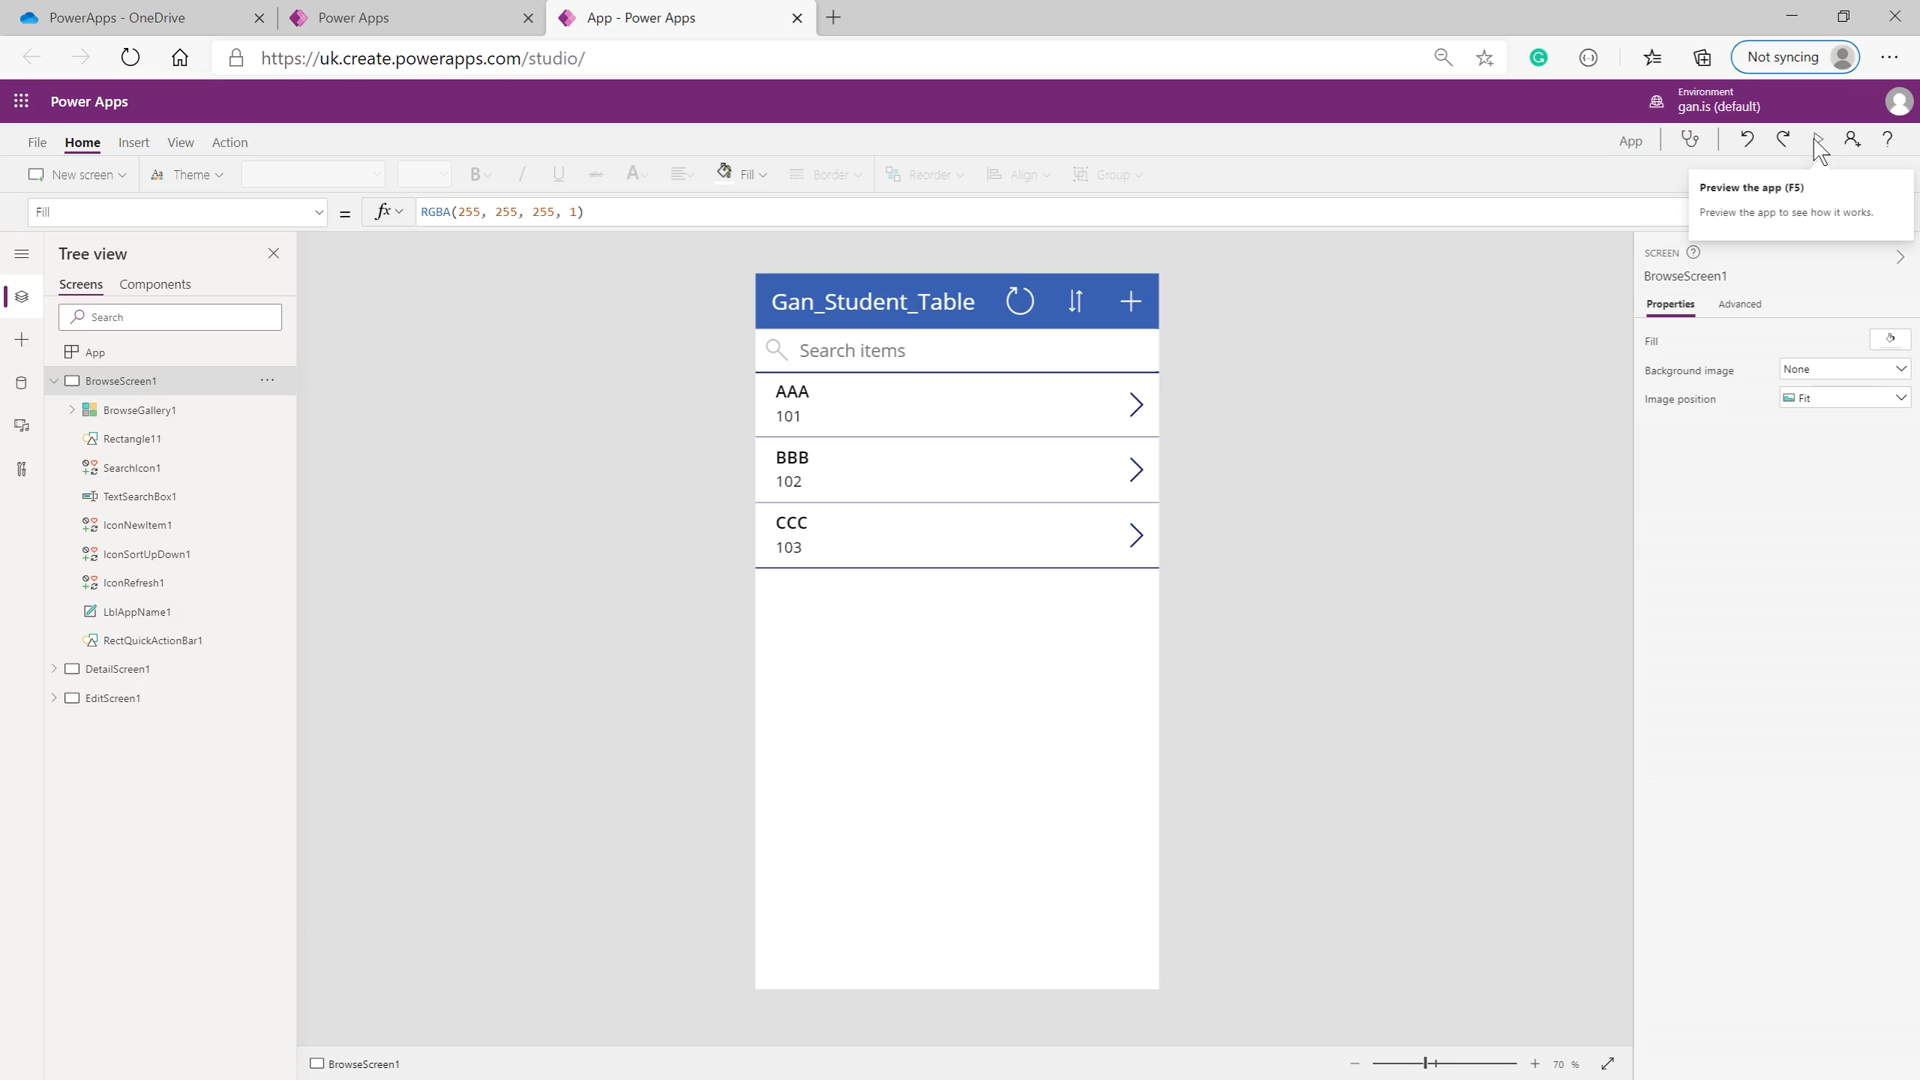 PowerApps - OneDrive
Power Apps
App - Power Apps
https://uk.create.powerapps.com/studio/
Not syncing
Power Apps
Environment
gan.is (default)
File Home Insert View Action
App
New screen
Theme
B
I
U
abc
A
Fill
Border
Reorder
Align
Group
Preview the app (F5)
Preview the app to see how it works.
Fill
=
fx
RGBA(255, 255, 255, 1)
Tree view
Screens Components
Search
App
BrowseScreen1
BrowseGallery1
Rectangle11
SearchIcon1
TextSearchBox1
IconNewItem1
IconSortUpDown1
IconRefresh1
LblAppName1
RectQuickActionBar1
DetailScreen1
EditScreen1
Gan_Student_Table
Search items
AAA
101
BBB
102
CCC
103
SCREEN
BrowseScreen1
Properties Advanced
Fill
Background image None
Image position Fit
BrowseScreen1
70 %